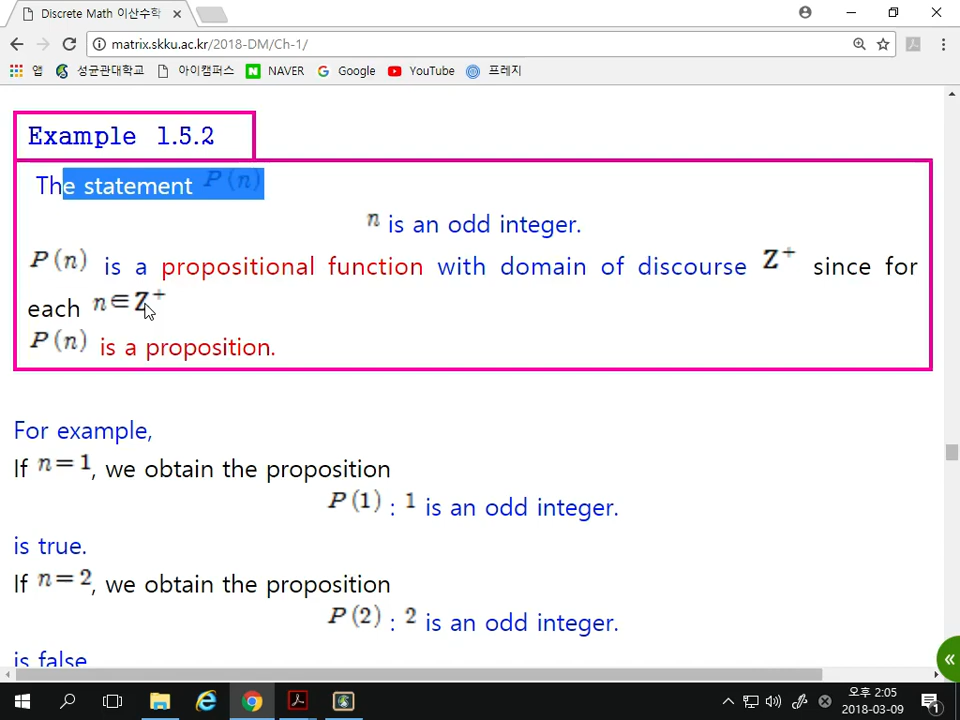 Discrete Math 이산수학
matrix.skku.ac.kr/2018-DM/Ch-1/
앱 성균관대학교 아이캠퍼스 NAVER Google YouTube 프레지
Example 1.5.2
The statement P(n)
n is an odd integer.
P(n) is a propositional function with domain of discourse Z⁺ since for
each n∈Z⁺
P(n) is a proposition.
For example,
If n=1, we obtain the proposition
P(1) : 1 is an odd integer.
is true.
If n=2, we obtain the proposition
P(2) : 2 is an odd integer.
is false
오후 2:05
2018-03-09
1